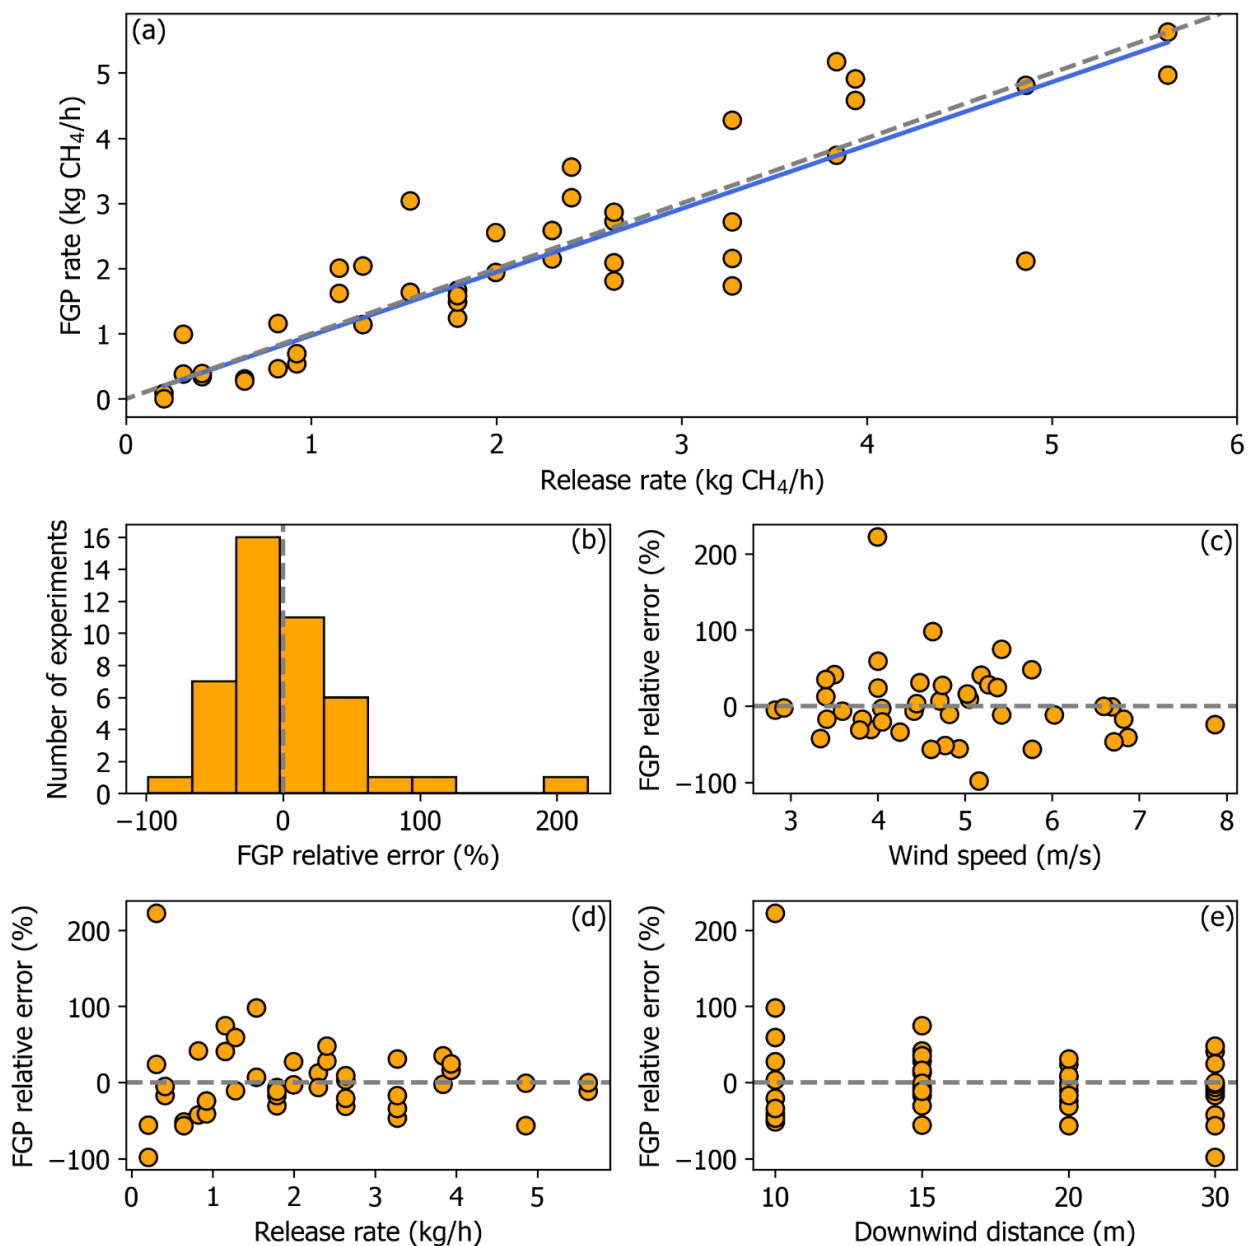 (a)
FGP rate (kg CH₄/h)
5
4
3
2
1
0
0 1 2 3 4 5 6
Release rate (kg CH₄/h)
(b)
Number of experiments
16
14
12
10
8
6
4
2
0
−100 0 100 200
FGP relative error (%)
(c)
FGP relative error (%)
200
100
0
−100
3 4 5 6 7 8
Wind speed (m/s)
(d)
FGP relative error (%)
200
100
0
−100
0 1 2 3 4 5
Release rate (kg/h)
(e)
FGP relative error (%)
200
100
0
−100
10 15 20 30
Downwind distance (m)